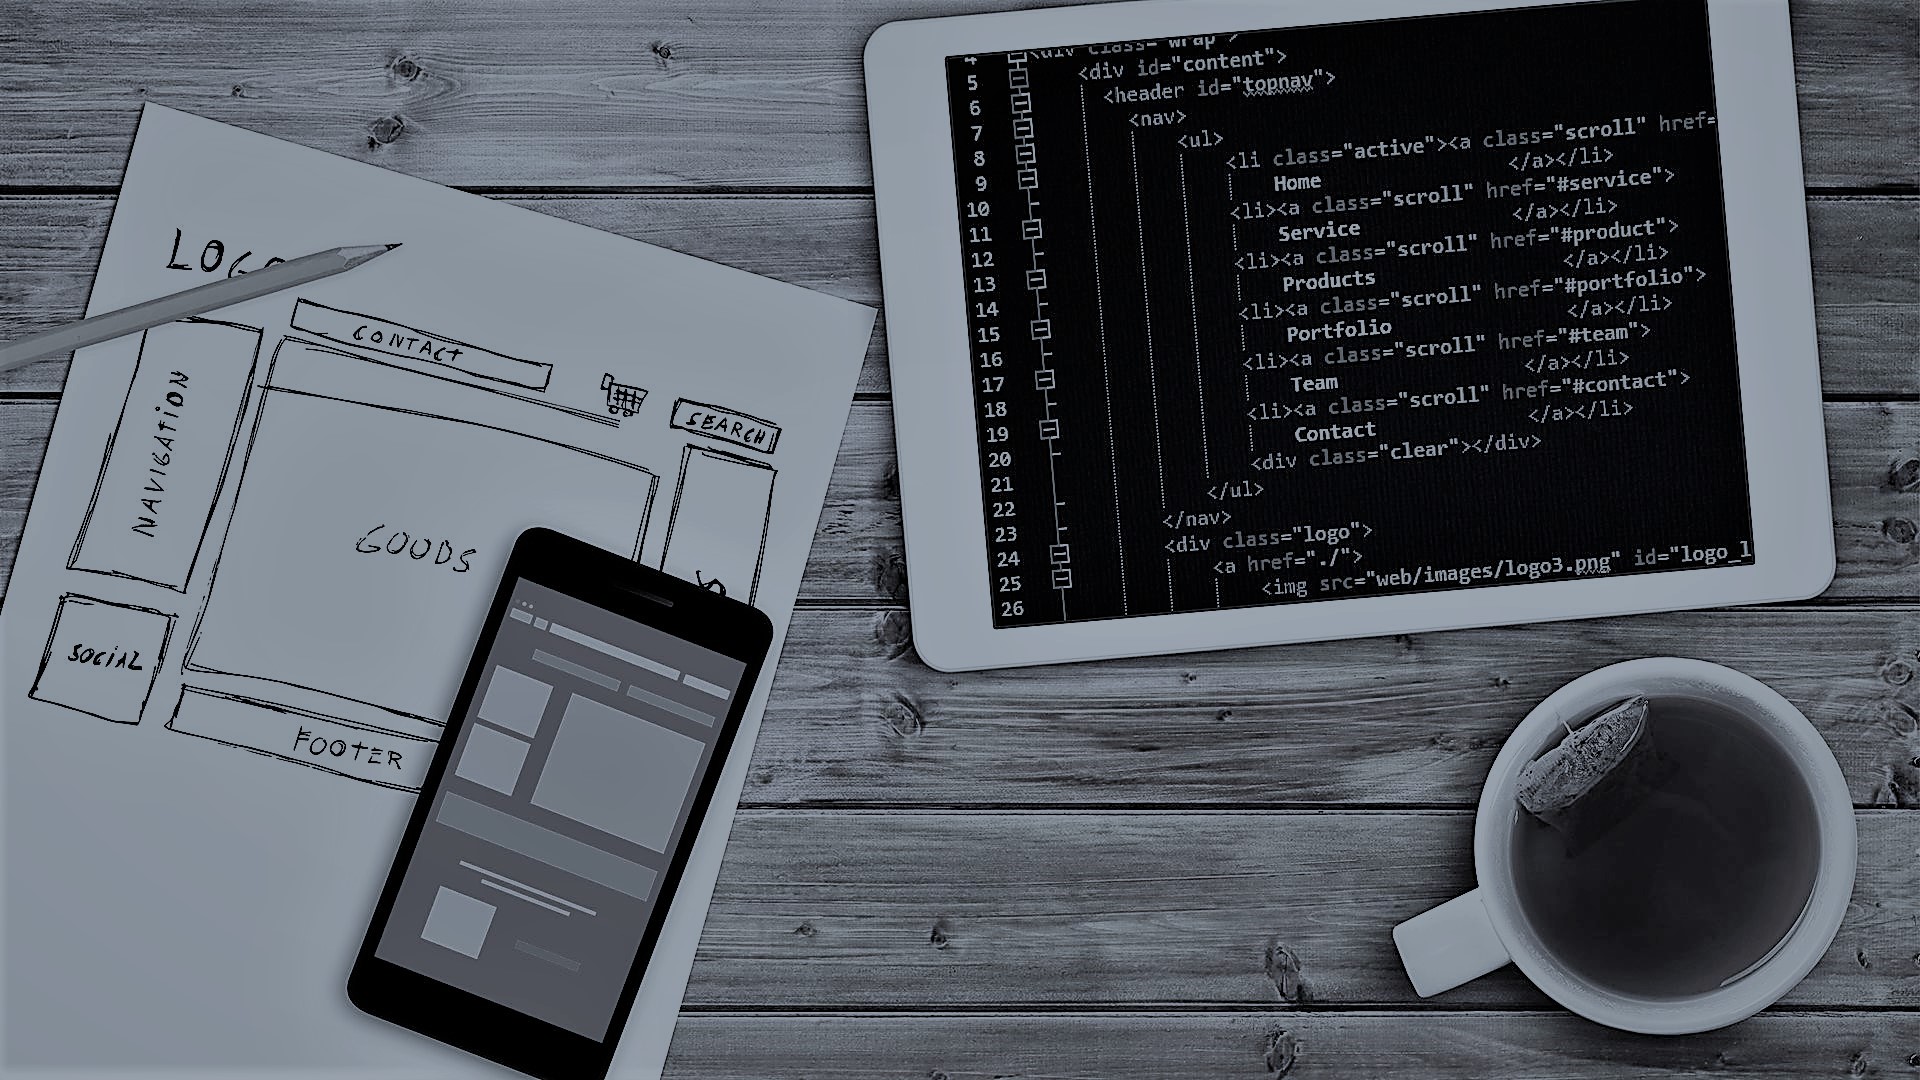 LOGO
CONTACT
SEARCH
NAVIGATION
GOODS
SOCIAL
FOOTER
4 <div class="wrap">
5 <div id="content">
6 <header id="topnav">
7 <nav>
8 <ul>
9 <li class="active"><a class="scroll" href=
10 Home </a></li>
11 <li><a class="scroll" href="#service">
12 Service </a></li>
13 <li><a class="scroll" href="#product">
14 Products </a></li>
15 <li><a class="scroll" href="#portfolio">
16 Portfolio </a></li>
17 <li><a class="scroll" href="#team">
18 Team </a></li>
19 <li><a class="scroll" href="#contact">
20 Contact </a></li>
21 <div class="clear"></div>
22 </ul>
23 </nav>
24 <div class="logo">
25 <a href="./">
26 <img src="web/images/logo3.png" id="logo_l